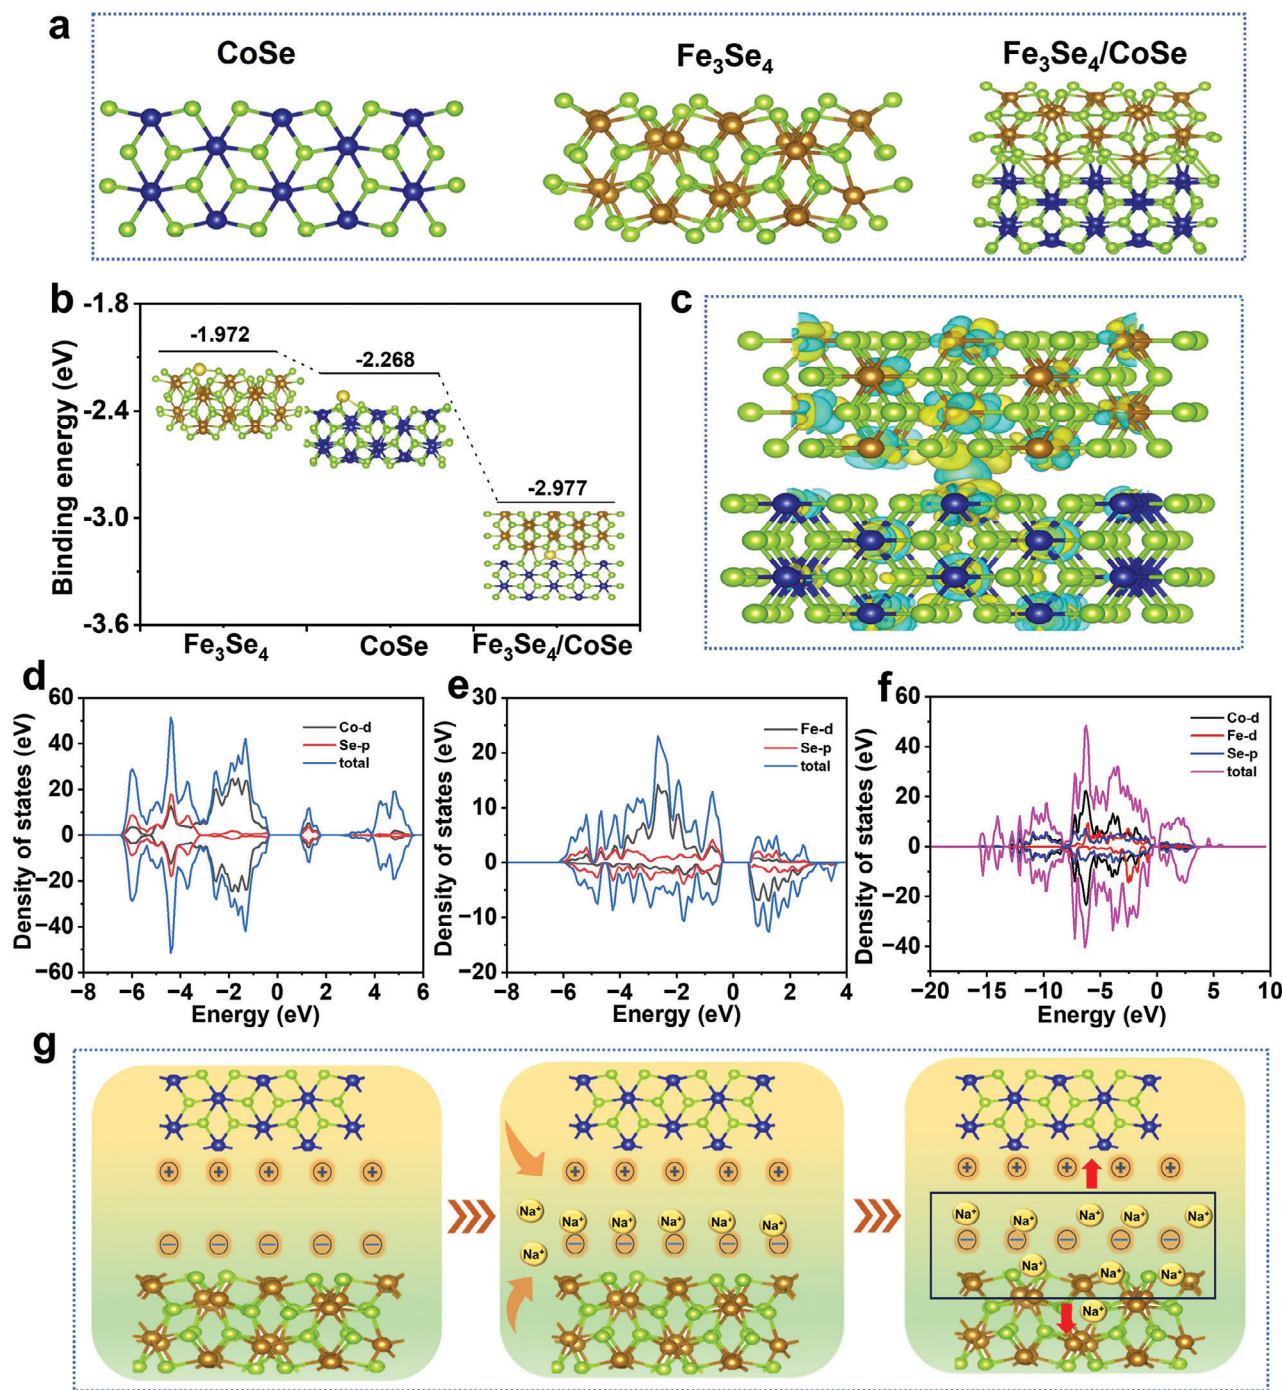 a
CoSe
Fe₃Se₄
Fe₃Se₄/CoSe
b
Binding energy (eV)
-1.8
-2.4
-3.0
-3.6
-1.972
-2.268
-2.977
Fe₃Se₄
CoSe
Fe₃Se₄/CoSe
c
d
Density of states (eV)
60
40
20
0
−20
−40
−60
Co-d
Se-p
total
−8 −6 −4 −2 0 2 4 6
Energy (eV)
e
Density of states (eV)
30
20
10
0
−10
−20
Fe-d
Se-p
total
−8 −6 −4 −2 0 2 4
Energy (eV)
f
Density of states (eV)
60
40
20
0
−20
−40
Co-d
Fe-d
Se-p
total
−20 −15 −10 −5 0 5 10
Energy (eV)
g
+ + + + +
− − − − −
+ + + + +
Na⁺
Na⁺ Na⁺ Na⁺ Na⁺ Na⁺
− − − − −
Na⁺
+ + + + +
Na⁺ Na⁺ Na⁺ Na⁺ Na⁺
− − − − −
Na⁺ Na⁺ Na⁺
Na⁺